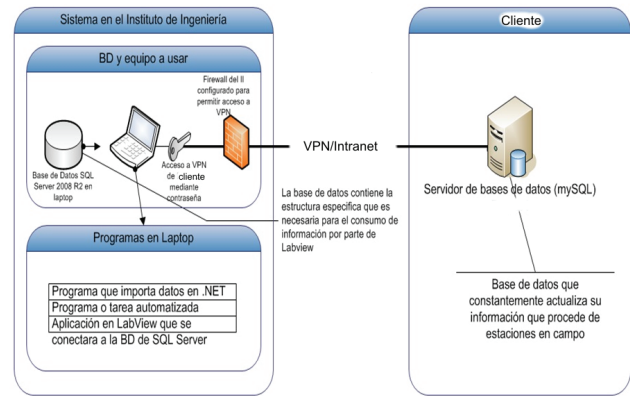 Sistema en el Instituto de Ingeniería
BD y equipo a usar
Firewall del II
configurado para
permitir acceso a
VPN
Base de Datos SQL
Server 2008 R2 en
laptop
Acceso a VPN
de cliente
mediante
contraseña
VPN/Intranet
La base de datos contiene la
estructura especifica que es
necesaria para el consumo de
información por parte de
Labview
Programas en Laptop
Programa que importa datos en .NET
Programa o tarea automatizada
Aplicación en LabView que se
conectara a la BD de SQL Server
Cliente
Servidor de bases de datos (mySQL)
Base de datos que
constantemente actualiza su
información que procede de
estaciones en campo